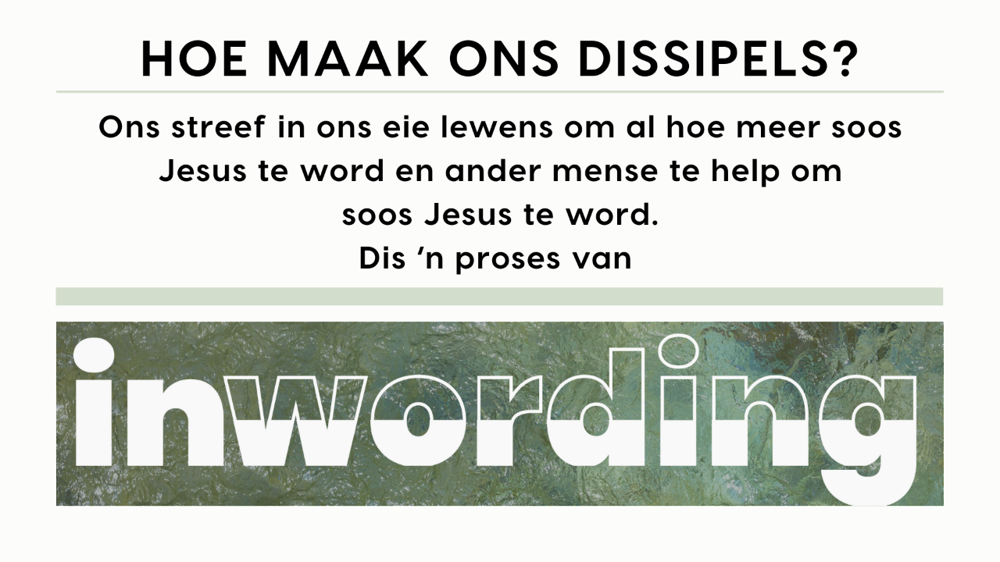 HOE MAAK ONS DISSIPELS?
Ons streef in ons eie lewens om al hoe meer soos
Jesus te word en ander mense te help om
soos Jesus te word.
Dis ‘n proses van
inwording